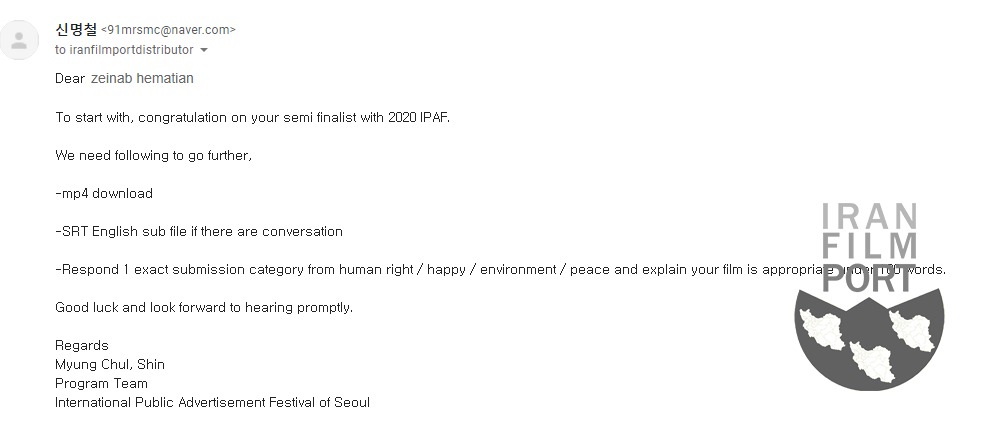 신명철 <91mrsmc@naver.com>
to iranfilmportdistributor
Dear zeinab hematian
To start with, congratulation on your semi finalist with 2020 IPAF.
We need following to go further,
-mp4 download
-SRT English sub file if there are conversation
-Respond 1 exact submission category from human right / happy / environment / peace and explain your film is appropriate under 100 words.
Good luck and look forward to hearing promptly.
Regards
Myung Chul, Shin
Program Team
International Public Advertisement Festival of Seoul
IRAN
FILM
PORT